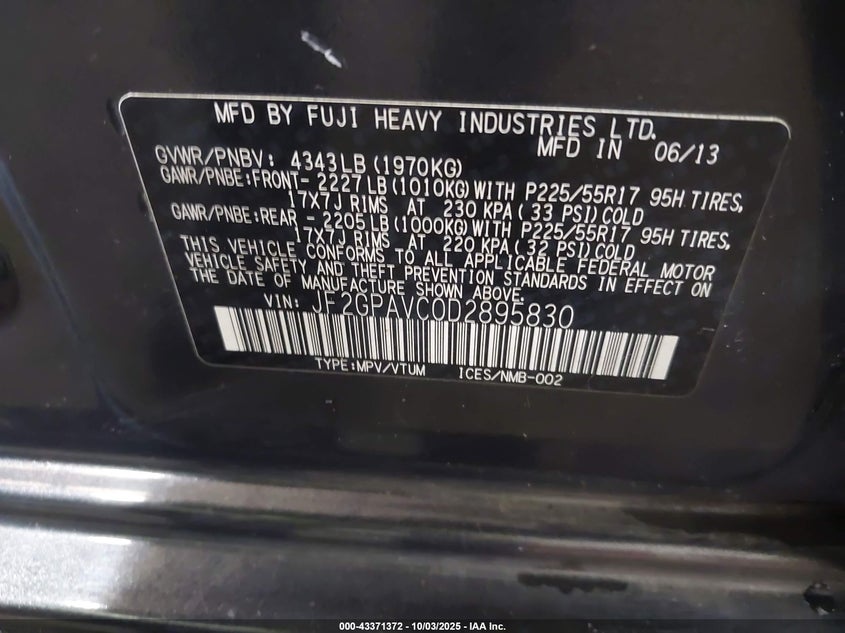 MFD BY FUJI HEAVY INDUSTRIES LTD.
MFD IN 06/13
GVWR/PNBV: 4343LB (1970KG)
GAWR/PNBE:FRONT- 2227LB (1010KG) WITH P225/55R17 95H TIRES,
17X7J RIMS AT 230 KPA ( 33 PSI) COLD
GAWR/PNBE:REAR - 2205LB (1000KG) WITH P225/55R17 95H TIRES,
17X7J RIMS AT 220 KPA ( 32 PSI) COLD
THIS VEHICLE CONFORMS TO ALL APPLICABLE FEDERAL MOTOR
VEHICLE SAFETY AND THEFT PREVENTION STANDARDS IN EFFECT ON
THE DATE OF MANUFACTURE SHOWN ABOVE.
VIN: JF2GPAVC0D2895830
TYPE:MPV/VTUM ICES/NMB-002
000-43371372 - 10/03/2025 - IAA Inc.